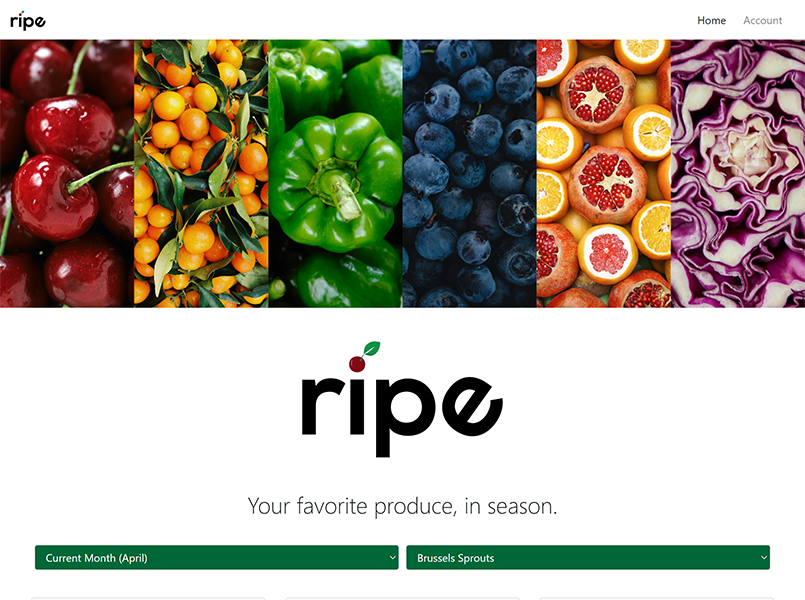 ripe
Home Account
ripe
Your favorite produce, in season.
Current Month (April) Brussels Sprouts